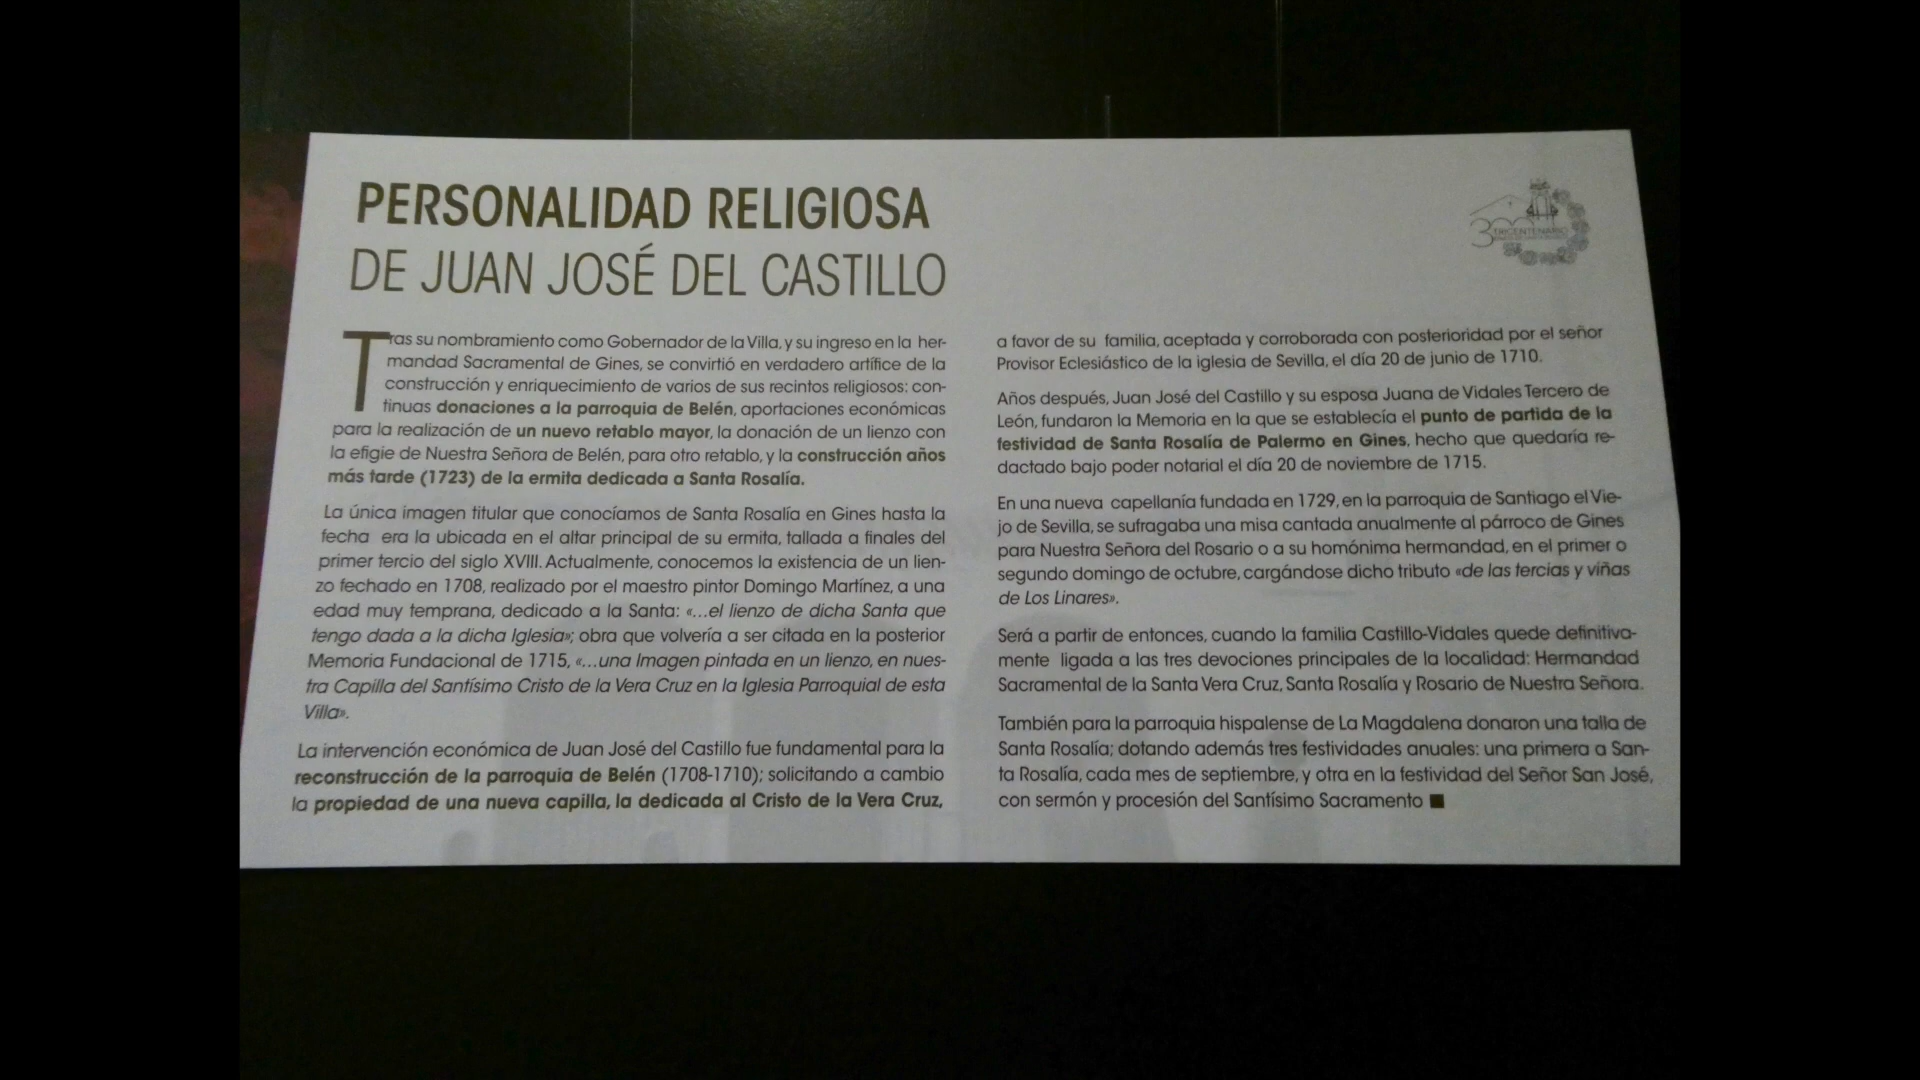 PERSONALIDAD RELIGIOSA
DE JUAN JOSÉ DEL CASTILLO
Tras su nombramiento como Gobernador de la Villa, y su ingreso en la her-
mandad Sacramental de Gines, se convirtió en verdadero artífice de la
construcción y enriquecimiento de varios de sus recintos religiosos: con-
tinuas donaciones a la parroquia de Belén, aportaciones económicas
para la realización de un nuevo retablo mayor, la donación de un lienzo con
la efigie de Nuestra Señora de Belén, para otro retablo, y la construcción años
más tarde (1723) de la ermita dedicada a Santa Rosalía.
La única imagen titular que conocíamos de Santa Rosalía en Gines hasta la
fecha era la ubicada en el altar principal de su ermita, tallada a finales del
primer tercio del siglo XVIII. Actualmente, conocemos la existencia de un lien-
zo fechado en 1708, realizado por el maestro pintor Domingo Martínez, a una
edad muy temprana, dedicado a la Santa: «...el lienzo de dicha Santa que
tengo dada a la dicha Iglesia»; obra que volvería a ser citada en la posterior
Memoria Fundacional de 1715, «...una Imagen pintada en un lienzo, en nues-
tra Capilla del Santísimo Cristo de la Vera Cruz en la Iglesia Parroquial de esta
Villa».
La intervención económica de Juan José del Castillo fue fundamental para la
reconstrucción de la parroquia de Belén (1708-1710); solicitando a cambio
la propiedad de una nueva capilla, la dedicada al Cristo de la Vera Cruz,
300
TRICENTENARIO
a favor de su familia, aceptada y corroborada con posterioridad por el señor
Provisor Eclesiástico de la iglesia de Sevilla, el día 20 de junio de 1710.
Años después, Juan José del Castillo y su esposa Juana de Vidales Tercero de
León, fundaron la Memoria en la que se establecía el punto de partida de la
festividad de Santa Rosalía de Palermo en Gines, hecho que quedaría re-
dactado bajo poder notarial el día 20 de noviembre de 1715.
En una nueva capellanía fundada en 1729, en la parroquia de Santiago el Vie-
jo de Sevilla, se sufragaba una misa cantada anualmente al párroco de Gines
para Nuestra Señora del Rosario o a su homónima hermandad, en el primer o
segundo domingo de octubre, cargándose dicho tributo «de las tercias y viñas
de Los Linares».
Será a partir de entonces, cuando la familia Castillo-Vidales quede definitiva-
mente ligada a las tres devociones principales de la localidad: Hermandad
Sacramental de la Santa Vera Cruz, Santa Rosalía y Rosario de Nuestra Señora.
También para la parroquia hispalense de La Magdalena donaron una talla de
Santa Rosalía; dotando además tres festividades anuales: una primera a San-
ta Rosalía, cada mes de septiembre, y otra en la festividad del Señor San José,
con sermón y procesión del Santísimo Sacramento ■